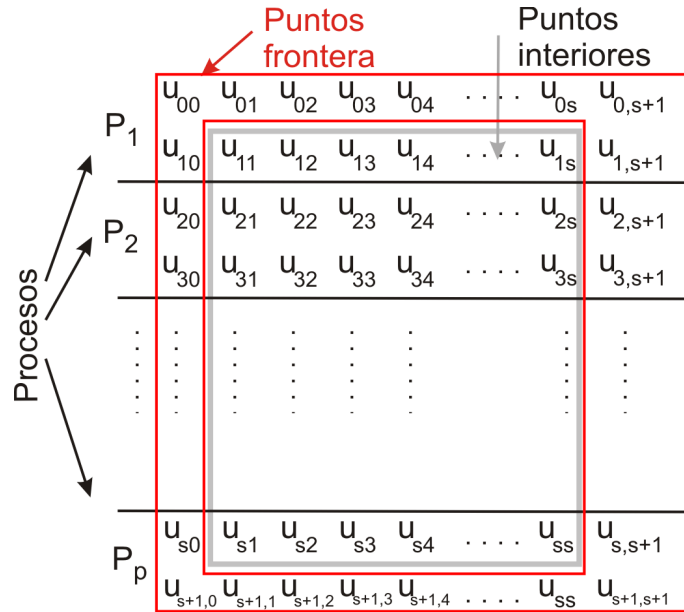 Puntos frontera
Puntos interiores
u00 u01 u02 u03 u04 . . . . u0s u0,s+1
P1
u10 u11 u12 u13 u14 . . . . u1s u1,s+1
u20 u21 u22 u23 u24 . . . . u2s u2,s+1
P2
u30 u31 u32 u33 u34 . . . . u3s u3,s+1
Procesos
us0 us1 us2 us3 us4 . . . . uss us,s+1
Pp
us+1,0 us+1,1 us+1,2 us+1,3 us+1,4 . . . . uss us+1,s+1